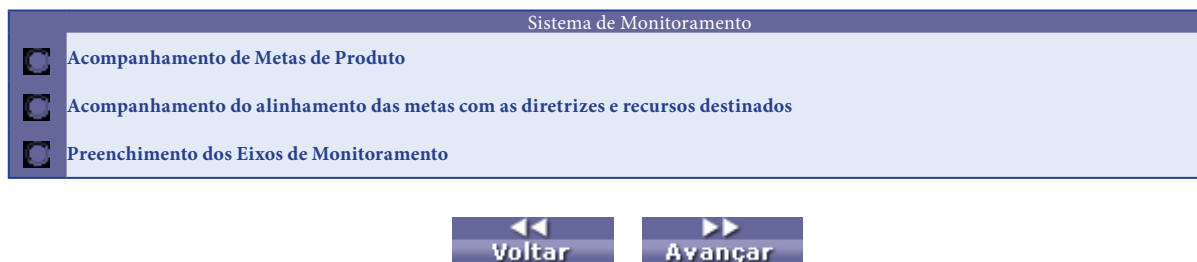 Sistema de Monitoramento
Acompanhamento de Metas de Produto
Acompanhamento do alinhamento das metas com as diretrizes e recursos destinados
Preenchimento dos Eixos de Monitoramento
Voltar
Avançar